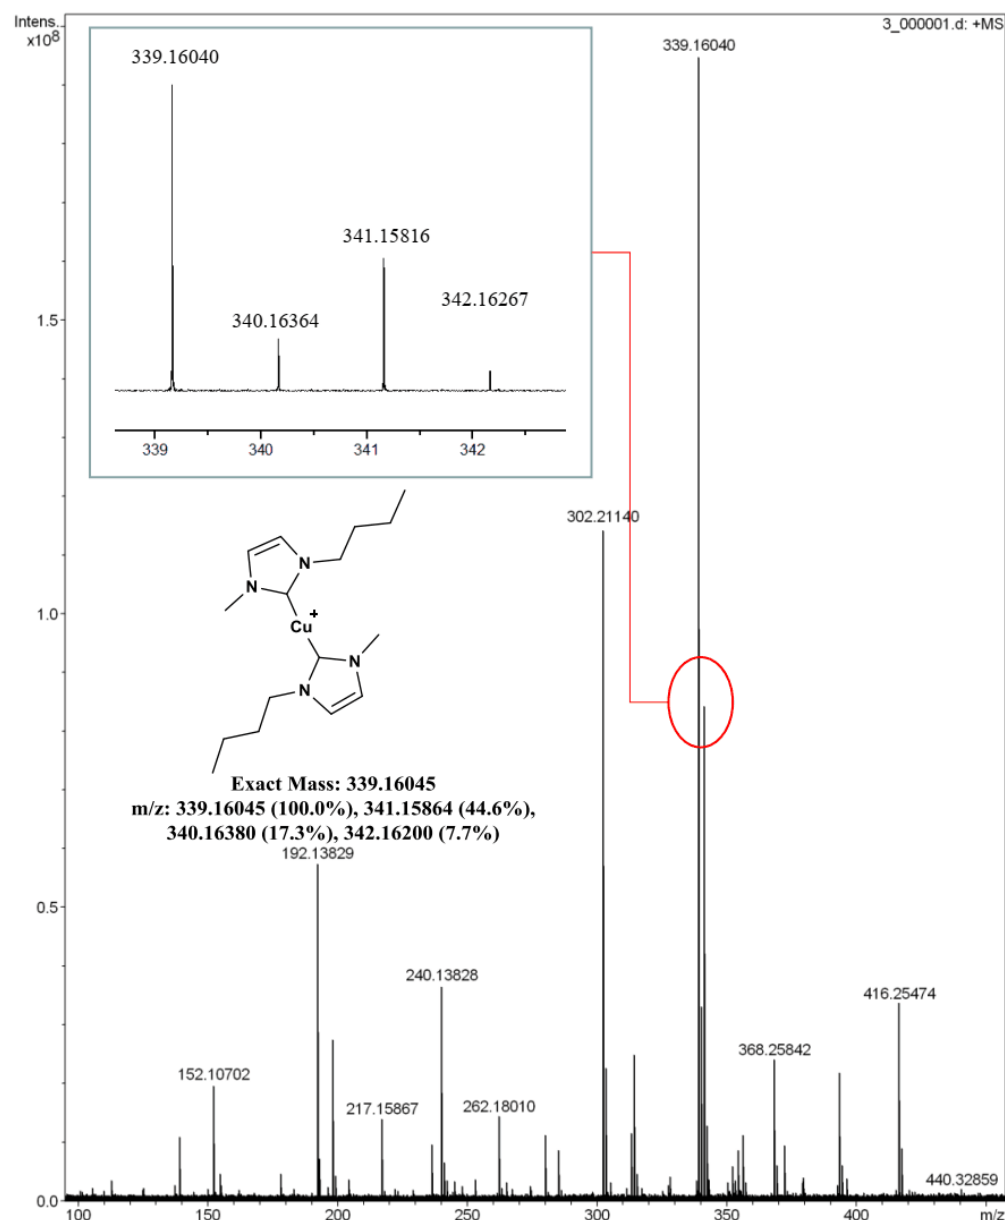 Intens.
x10⁸
3_000001.d: +MS
339.16040
339.16040
341.15816
342.16267
340.16364
1.5
339 340 341 342
302.21140
N
N
Cu
+
N
N
1.0
Exact Mass: 339.16045
m/z: 339.16045 (100.0%), 341.15864 (44.6%),
340.16380 (17.3%), 342.16200 (7.7%)
192.13829
0.5
240.13828
416.25474
368.25842
152.10702
217.15867
262.18010
440.32859
0.0
100 150 200 250 300 350 400 m/z